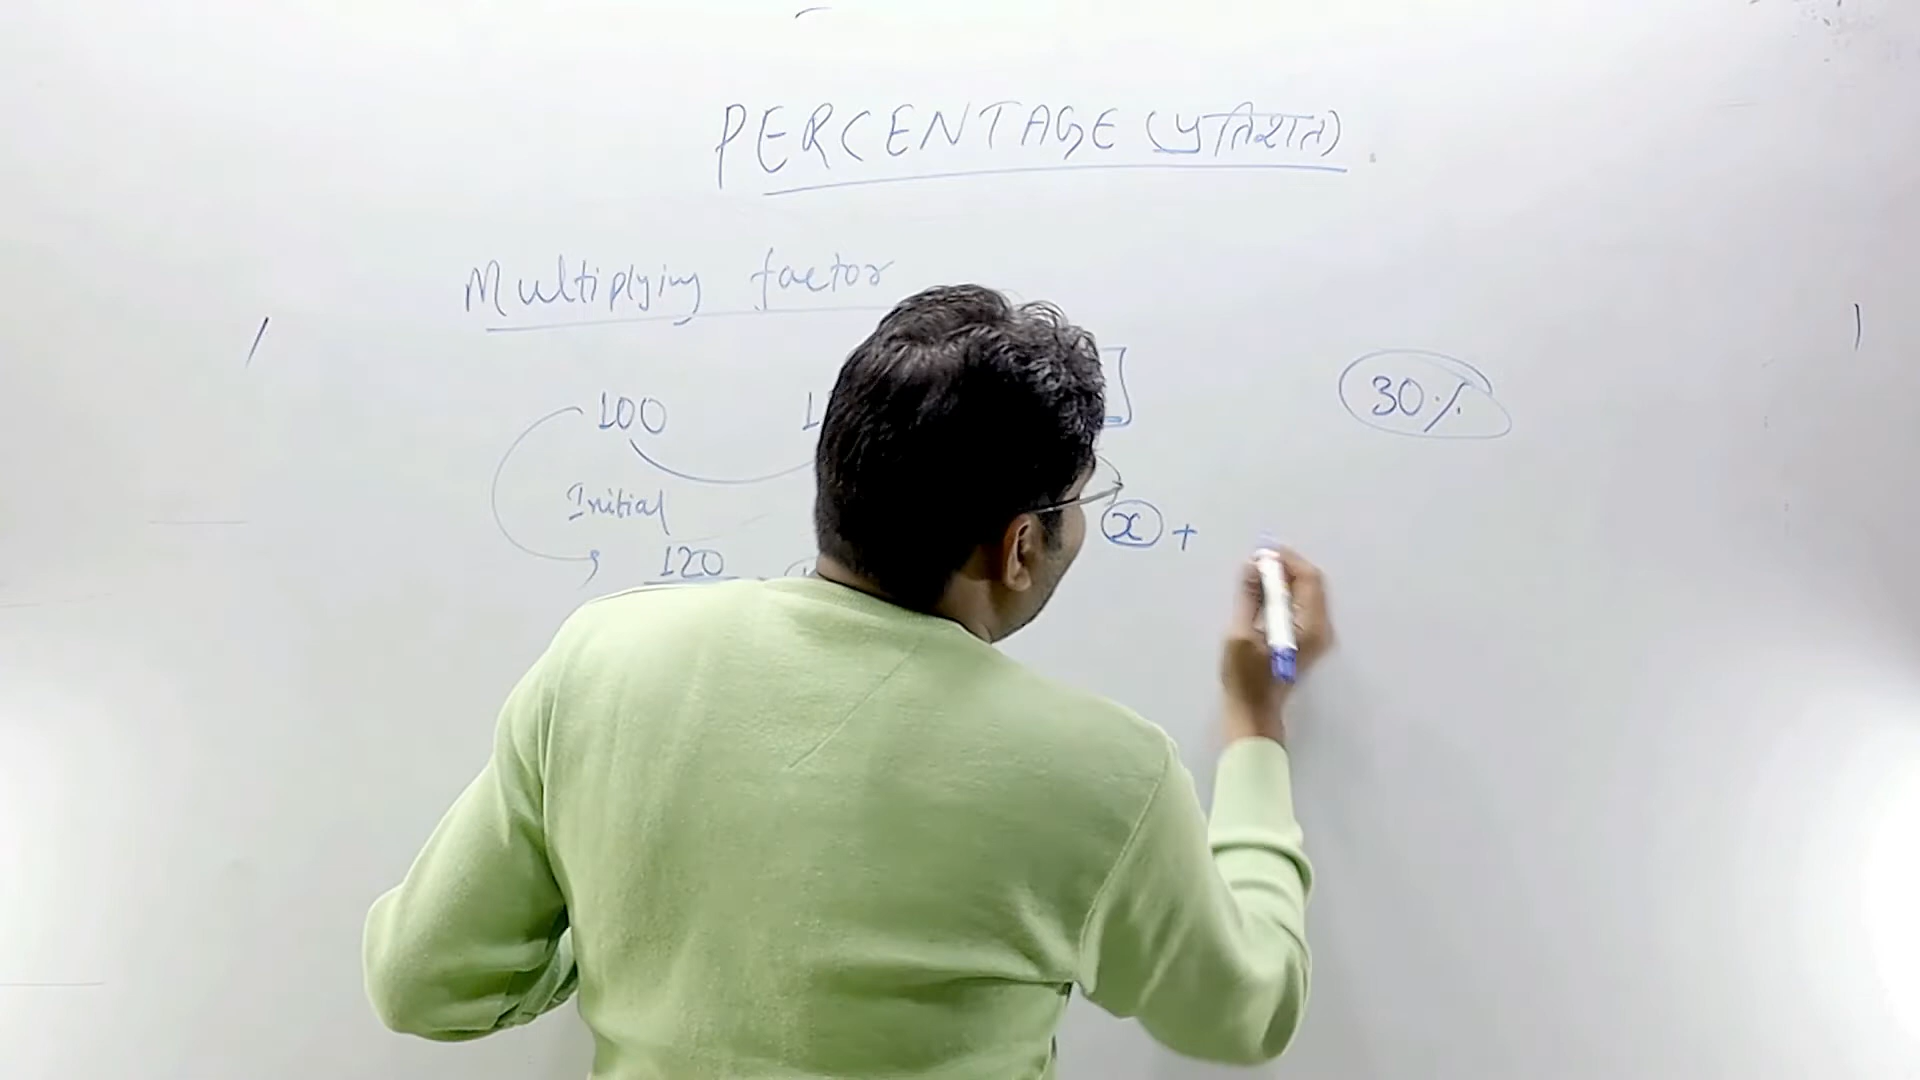 PERCENTAGE (प्रतिशत)
Multiplying factor
100
30%
Initial
x +
120